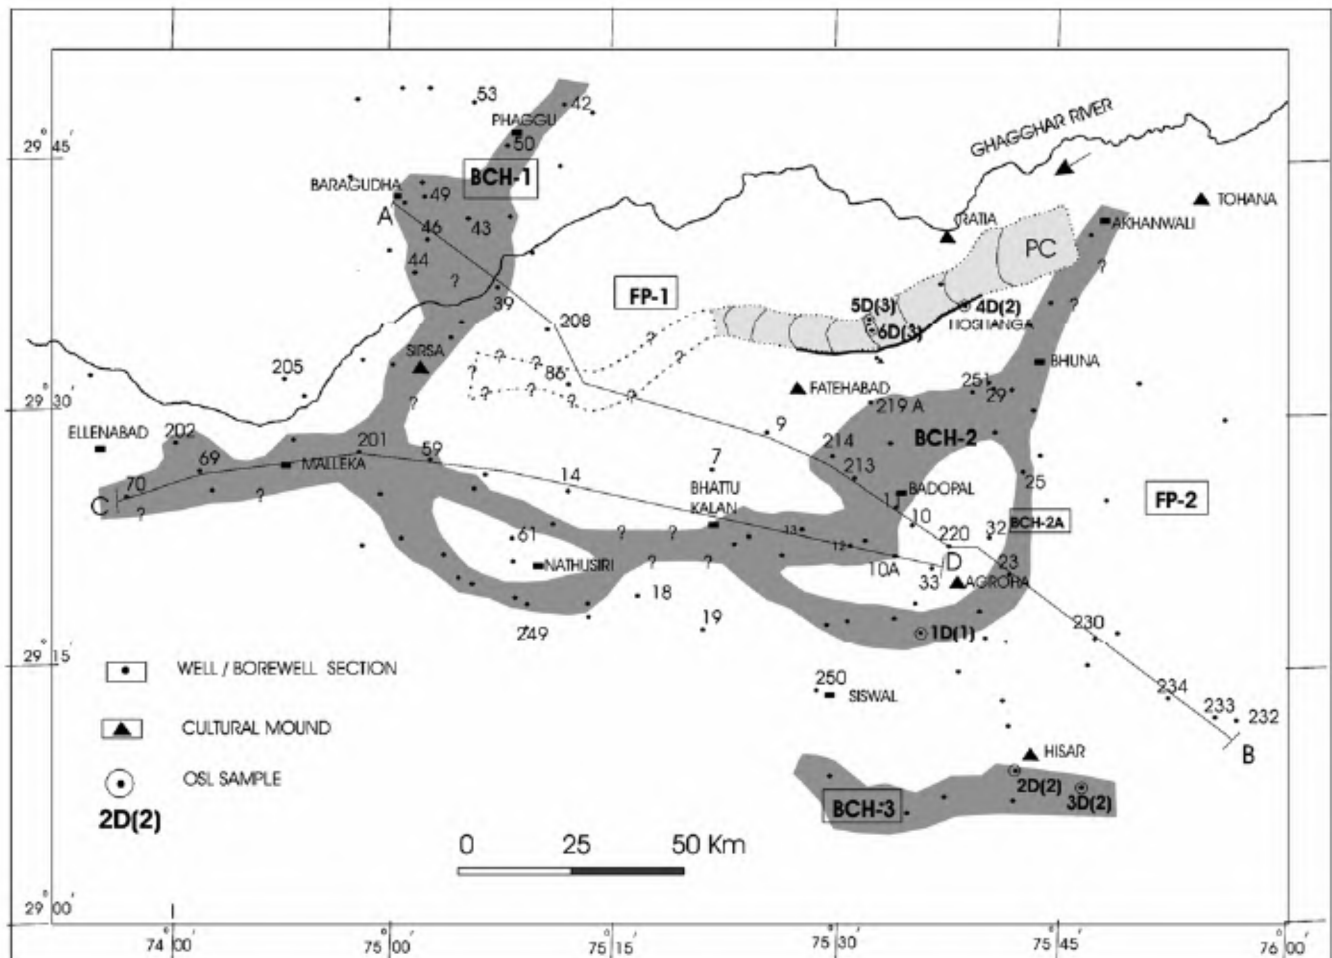 53
42
PHAGGU
50
29° 45′
BCH-1
BARAGUDHA
49
A
46
43
44
?
39
GHAGGHAR RIVER
TOHANA
RATIA
AKHANWALI
PC
?
FP-1
5D(3)
4D(2)
6D(3)
HOSHANGA
?
208
?
SIRSA
? ? ?
? ? ? ?
86
205
?
BHUNA
FATEHABAD
251
29
219 A
29° 30′
ELLENABAD
202
201
59
9
214
BCH-2
69
MALLEKA
7
213
25
FP-2
70
C
?
?
14
BHATTU
KALAN
BADOPAL
11
10
BCH-2A
32
220
61
? ?
? ?
13
12
10A
D
23
33
AGROHA
NATHUSIRI
18
19
249
1D(1)
230
29° 15′
WELL / BOREWELL SECTION
250
SISWAL
234
233
232
CULTURAL MOUND
HISAR
B
OSL SAMPLE
2D(2)
2D(2)
3D(2)
BCH-3
0 25 50 Km
29° 00′
74° 00′
75° 00′
75° 15′
75° 30′
75° 45′
76° 00′